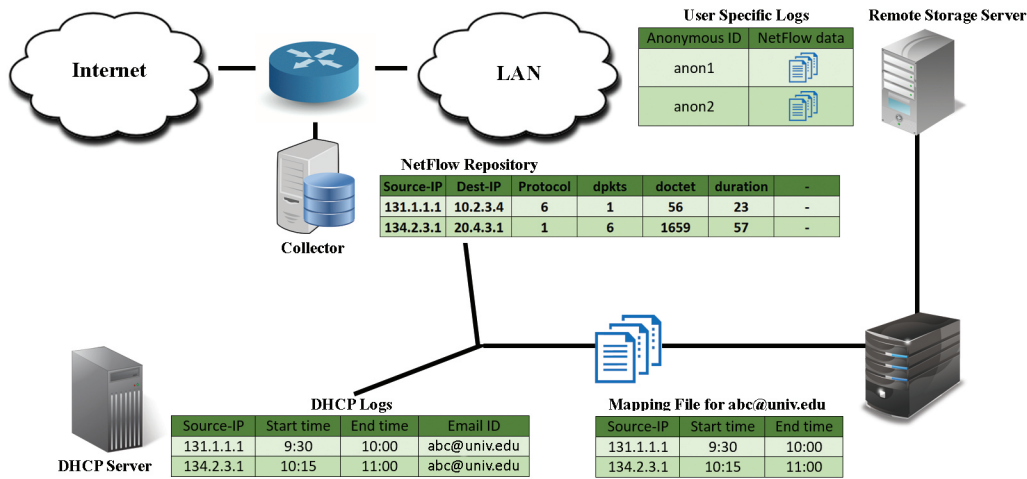 User Specific Logs
Remote Storage Server
Anonymous ID NetFlow data
anon1
anon2
Internet
LAN
NetFlow Repository
Source-IP Dest-IP Protocol dpkts doctet duration -
131.1.1.1 10.2.3.4 6 1 56 23 -
134.2.3.1 20.4.3.1 1 6 1659 57 -
Collector
DHCP Logs
Source-IP Start time End time Email ID
131.1.1.1 9:30 10:00 abc@univ.edu
134.2.3.1 10:15 11:00 abc@univ.edu
DHCP Server
Mapping File for abc@univ.edu
Source-IP Start time End time
131.1.1.1 9:30 10:00
134.2.3.1 10:15 11:00